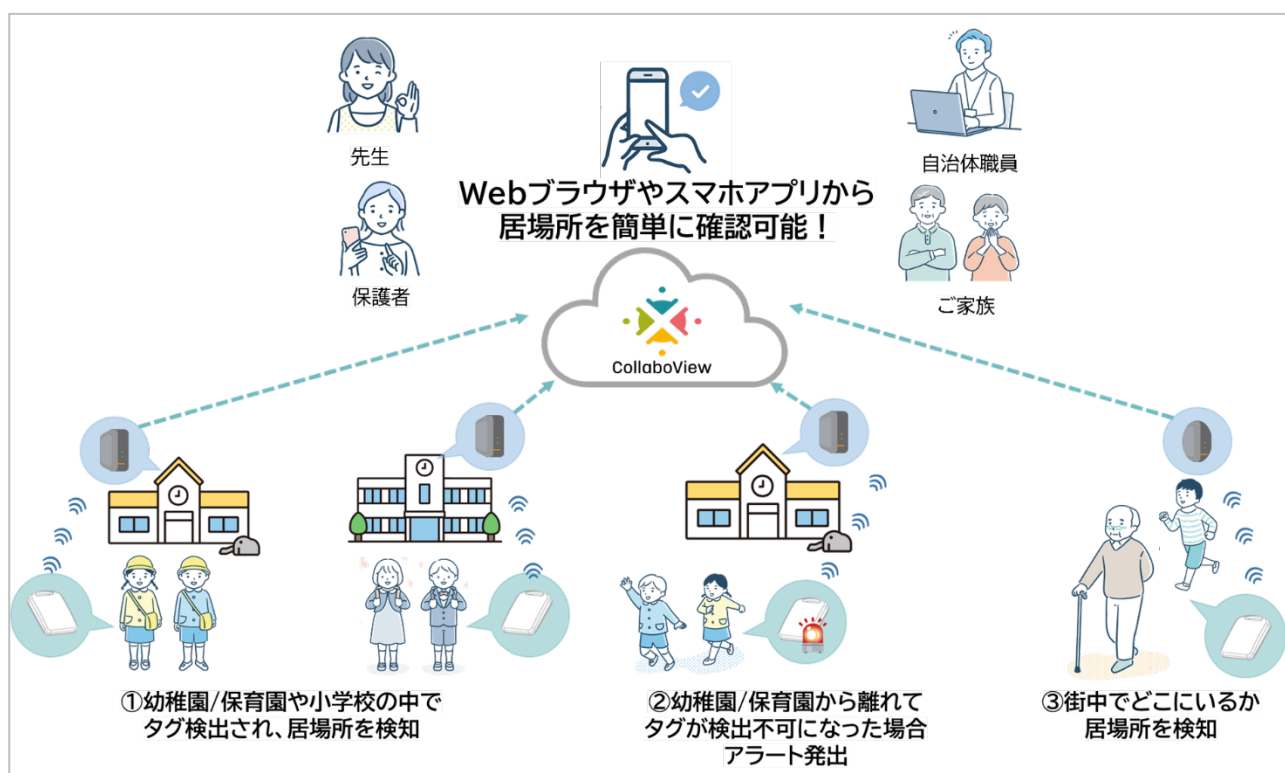 先生
保護者
Webブラウザやスマホアプリから
居場所を簡単に確認可能！
自治体職員
ご家族
CollaboView
①幼稚園/保育園や小学校の中で
タグ検出され、居場所を検知
②幼稚園/保育園から離れて
タグが検出不可になった場合
アラート発出
③街中でどこにいるか
居場所を検知